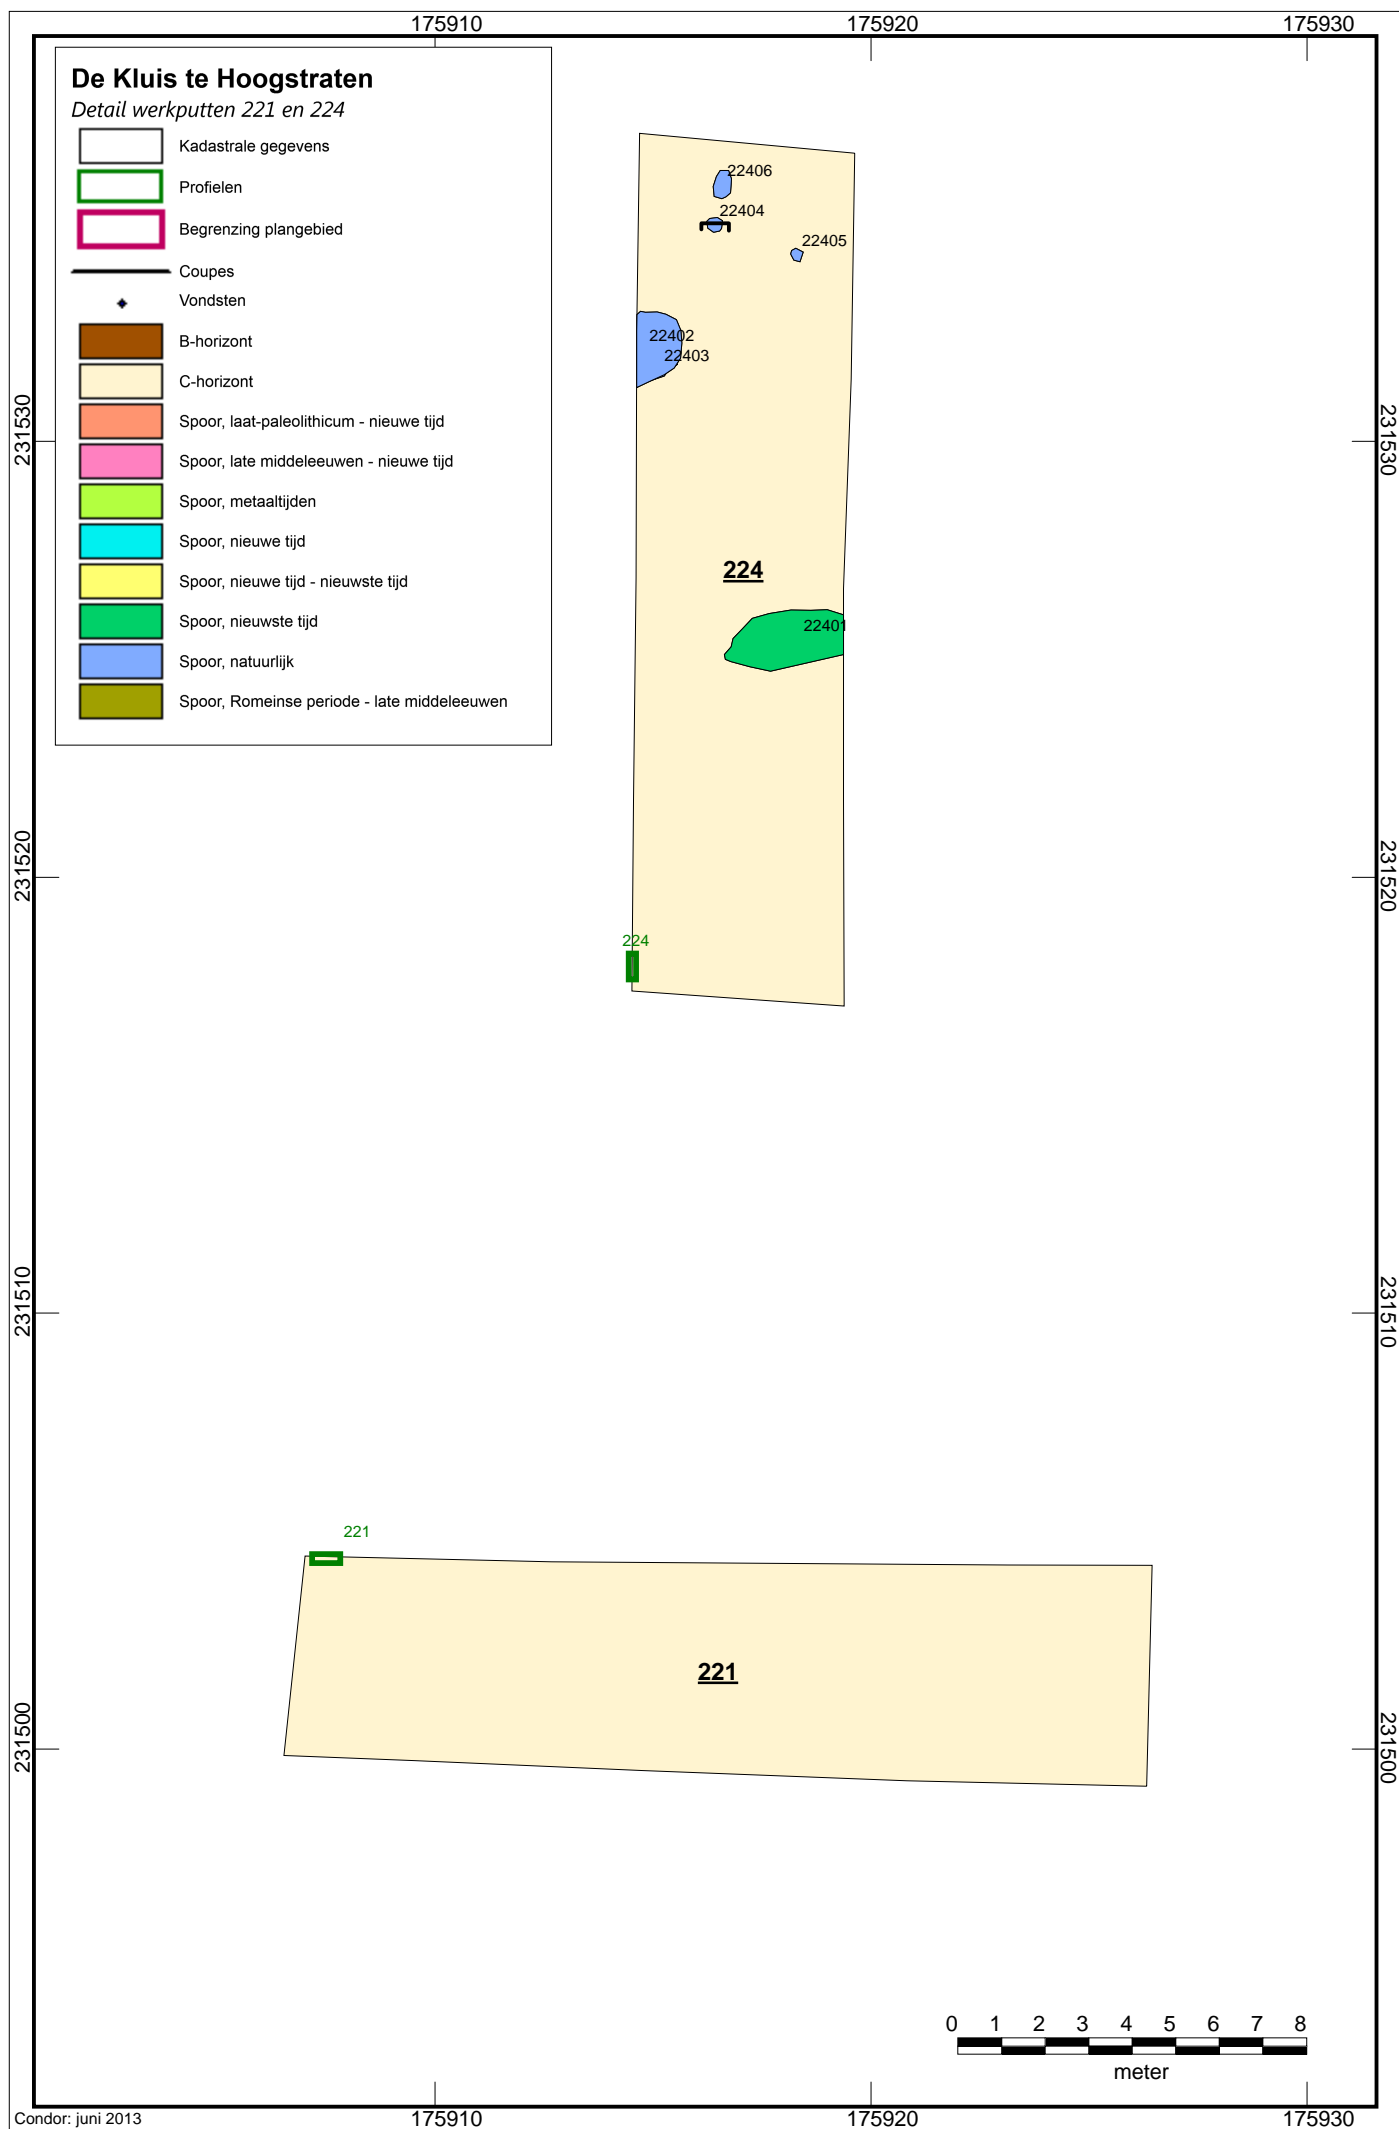 175910
175920
175930
De Kluis te Hoogstraten
Detail werkputten 221 en 224
Kadastrale gegevens
Profielen
Begrenzing plangebied
Coupes
Vondsten
B-horizont
C-horizont
Spoor, laat-paleolithicum - nieuwe tijd
Spoor, late middeleeuwen - nieuwe tijd
Spoor, metaaltijden
Spoor, nieuwe tijd
Spoor, nieuwe tijd - nieuwste tijd
Spoor, nieuwste tijd
Spoor, natuurlijk
Spoor, Romeinse periode - late middeleeuwen
22406
22404
22405
22402
22403
231530
231530
224
22401
231520
231520
224
231510
231510
221
221
231500
231500
0 1 2 3 4 5 6 7 8
meter
Condor: juni 2013
175910
175920
175930